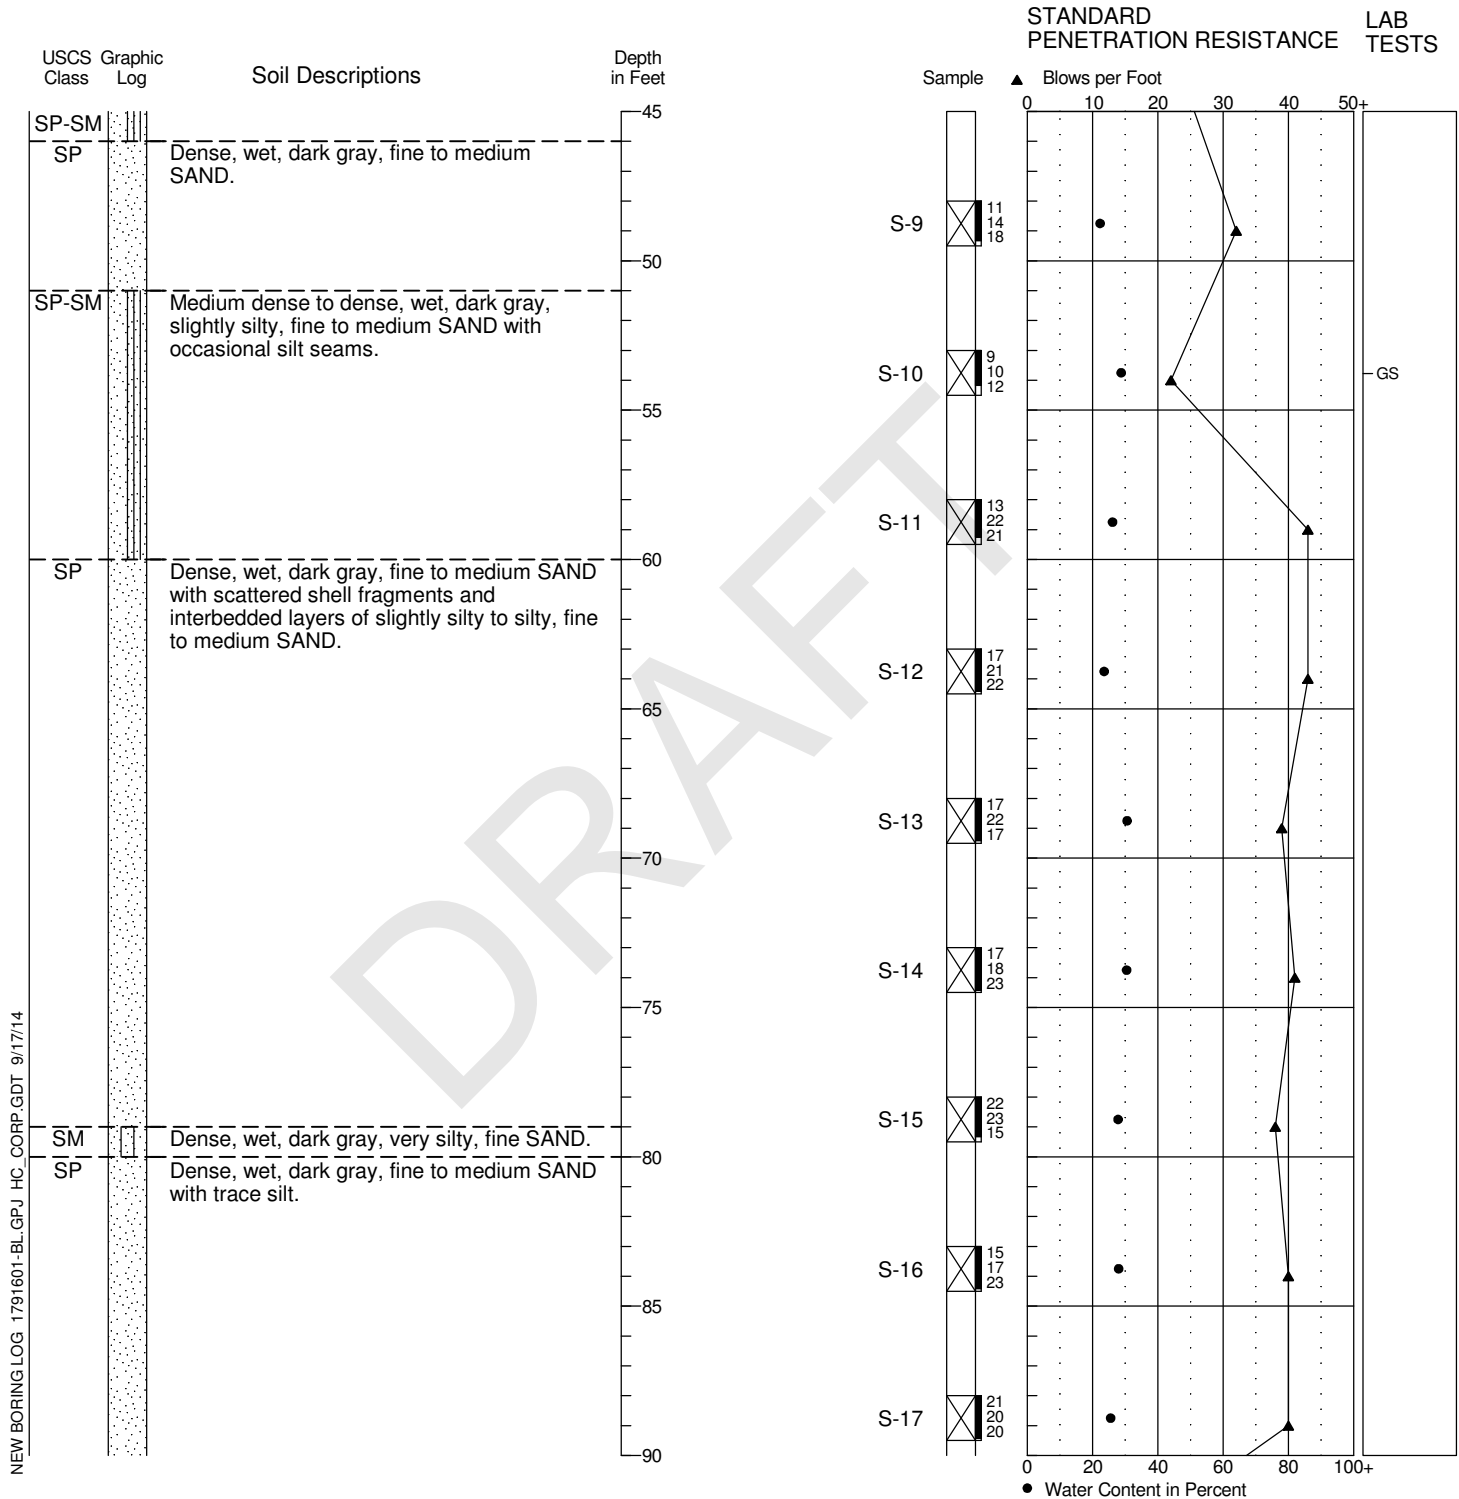 STANDARD
PENETRATION RESISTANCE
LAB
TESTS
USCS Graphic
Class Log
Soil Descriptions
Depth
in Feet
Sample
▲ Blows per Foot
0 10 20 30 40 50+
45
SP-SM
SP
Dense, wet, dark gray, fine to medium
SAND.
S-9
11
14
18
50
SP-SM
Medium dense to dense, wet, dark gray,
slightly silty, fine to medium SAND with
occasional silt seams.
S-10
9
10
12
GS
55
S-11
13
22
21
60
SP
Dense, wet, dark gray, fine to medium SAND
with scattered shell fragments and
interbedded layers of slightly silty to silty, fine
to medium SAND.
S-12
17
21
22
65
S-13
17
22
17
70
S-14
17
18
23
75
S-15
22
23
15
SM
Dense, wet, dark gray, very silty, fine SAND.
80
SP
Dense, wet, dark gray, fine to medium SAND
with trace silt.
S-16
15
17
23
85
S-17
21
20
20
90
0 20 40 60 80 100+
● Water Content in Percent
DRAFT
NEW BORING LOG 1791601-BL.GPJ HC_CORP.GDT 9/17/14